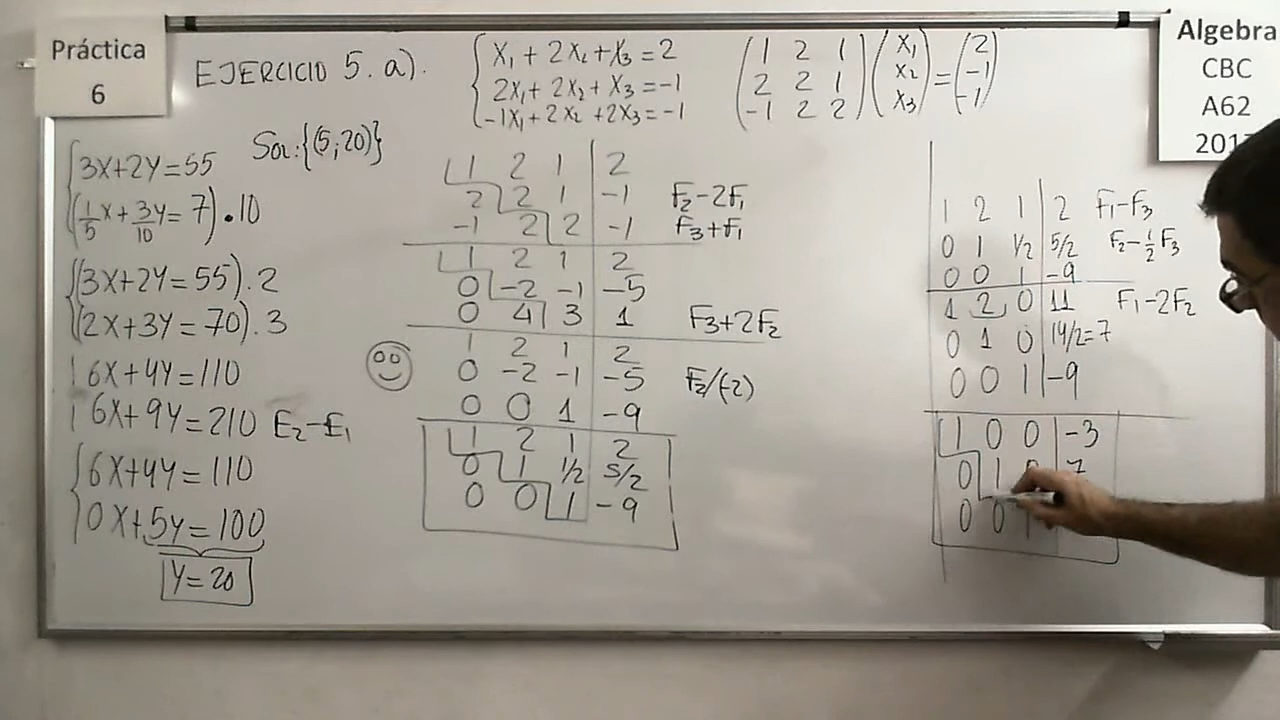 Práctica
6
EJERCICIO 5. a).
X₁ + 2X₂ + X₃ = 2
2X₁ + 2X₂ + X₃ = -1
-1X₁ + 2X₂ + 2X₃ = -1
1 2 1
2 2 1
-1 2 2
X₁
X₂
X₃
=
2
-1
-1
Algebra
CBC
A62
3X+2Y=55
(1/5 X + 3/10 Y = 7) • 10
(3X+2Y=55).2
(2X+3Y=70).3
6X+4Y=110
6X+9Y=210 E₂-E₁
6X+4Y=110
0X+5Y=100
Y=20
Sol:{(5;20)}
1 2 1 | 2
2 2 1 | -1 F₂-2F₁
-1 2 2 | -1 F₃+F₁
1 2 1 | 2
0 -2 -1 | -5
0 4 3 | 1 F₃+2F₂
1 2 1 | 2
0 -2 -1 | -5 F₂/(-2)
0 0 1 | -9
1 2 1 | 2
0 1 1/2 | 5/2
0 0 1 | -9
1 2 1 | 2 F₁-F₃
0 1 1/2 | 5/2 F₂-1/2F₃
0 0 1 | -9
1 2 0 | 11 F₁-2F₂
0 1 0 | 14/2=7
0 0 1 | -9
1 0 0 | -3
0 1 7
0 0